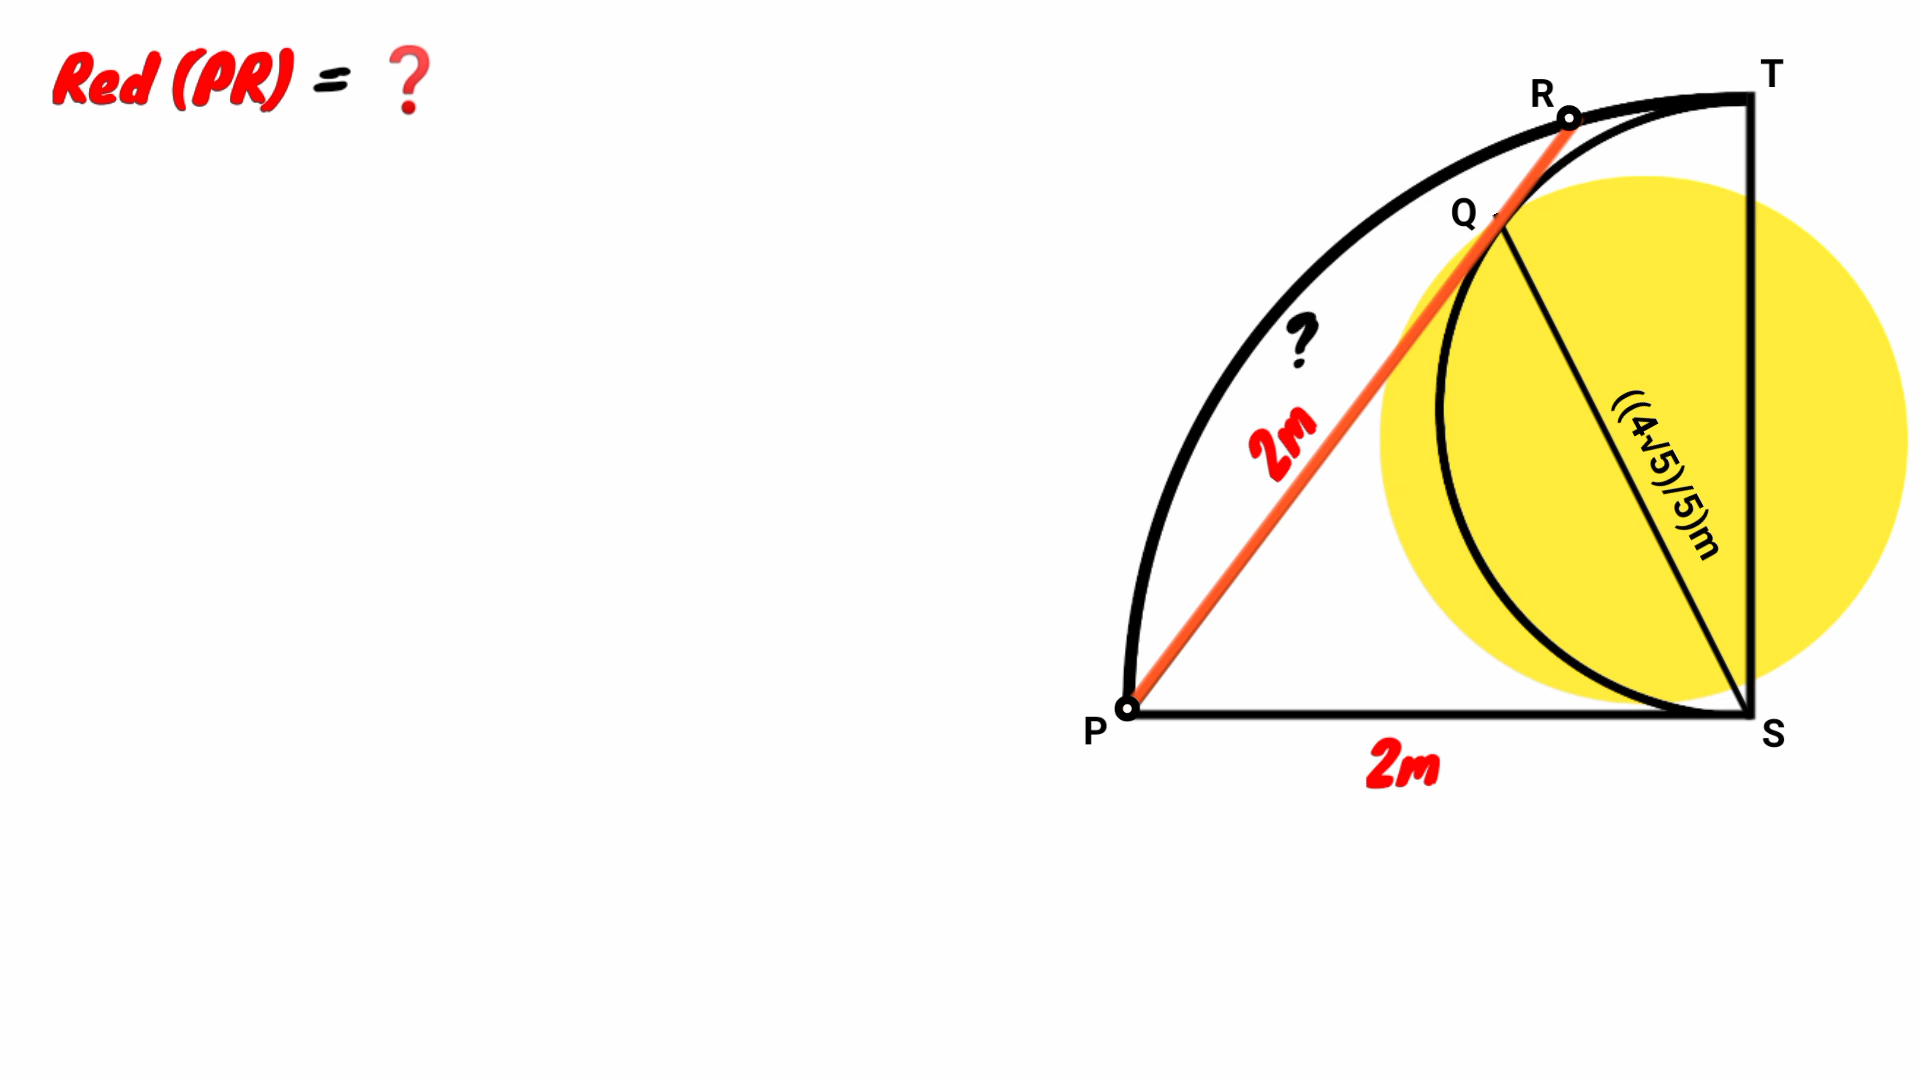 Red (PR) = ❓
T
R
Q
?
2m
((4√5)/5)m
P
S
2m